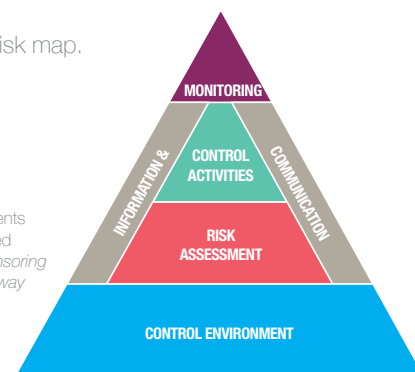 isk map.
MONITORING
INFORMATION &
COMMUNICATION
CONTROL
ACTIVITIES
ents
ed
RISK
ASSESSMENT
nsoring
way
CONTROL ENVIRONMENT